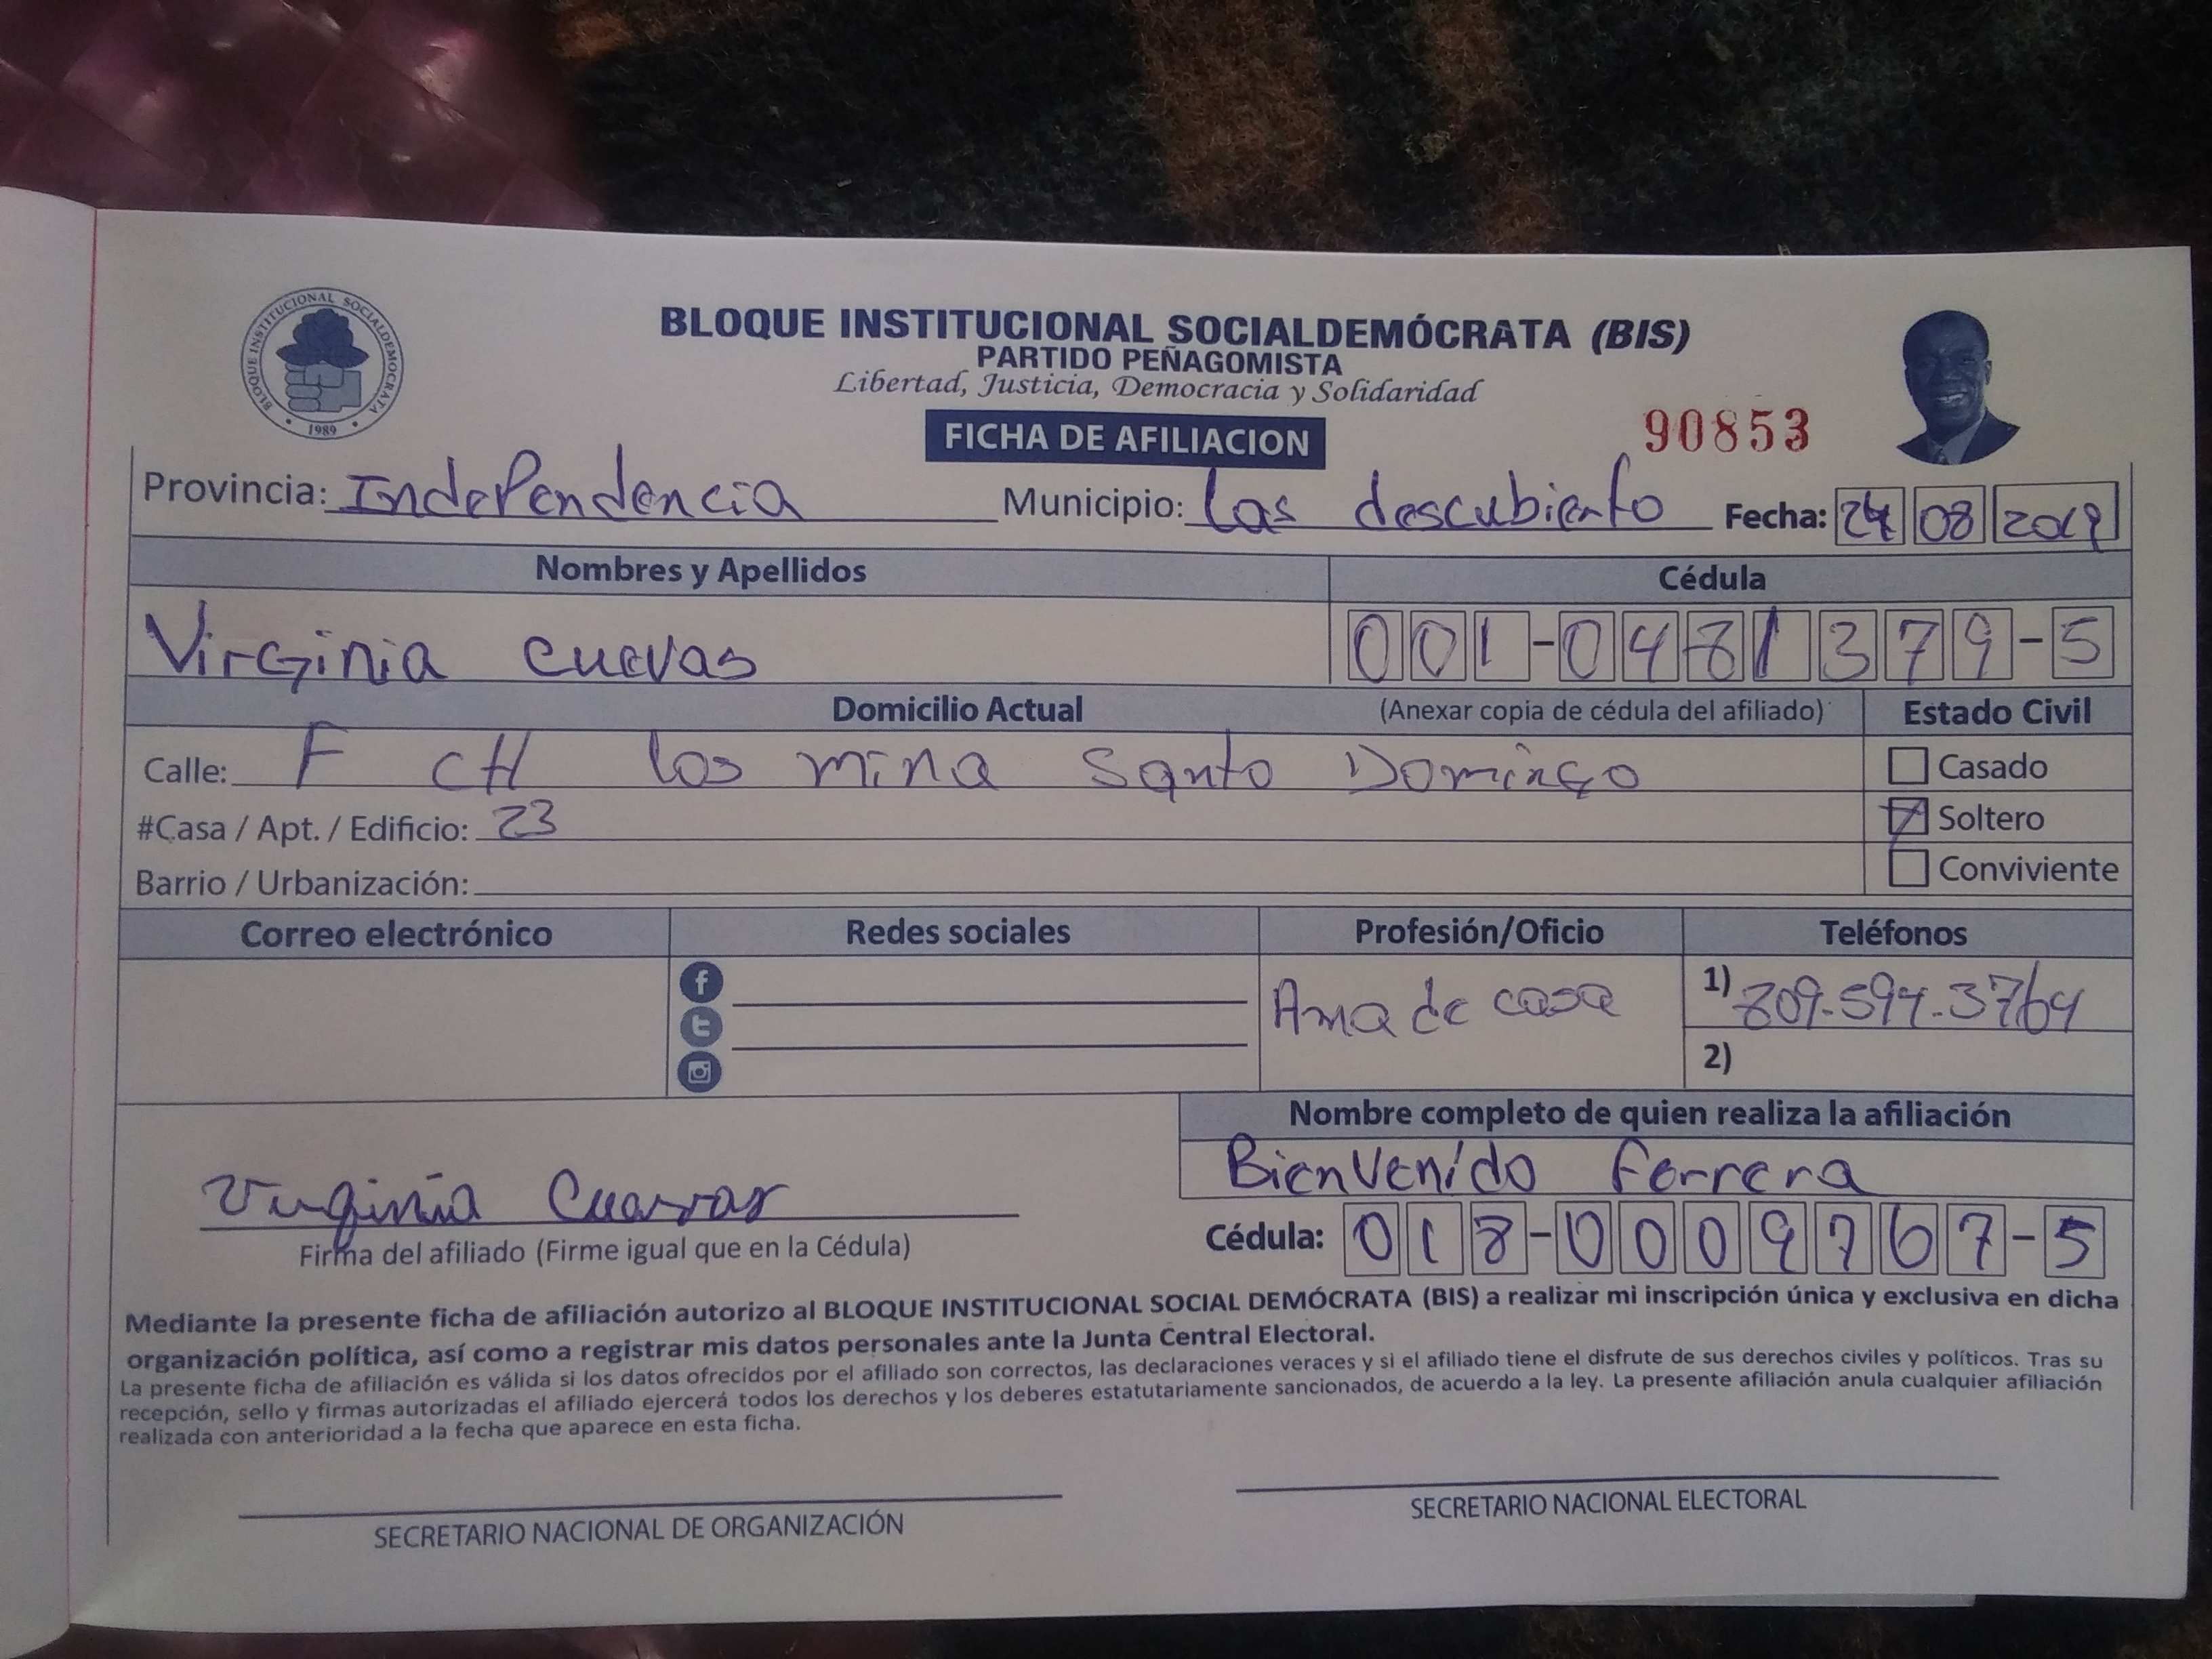 BLOQUE INSTITUCIONAL SOCIALDEMÓCRATA
1989
BLOQUE INSTITUCIONAL SOCIALDEMÓCRATA (BIS)
PARTIDO PEÑAGOMISTA
Libertad, Justicia, Democracia y Solidaridad
FICHA DE AFILIACION
90853
Provincia: Independencia Municipio: Las descubierto Fecha: 24 08 2019
Nombres y Apellidos Cédula
Virginia cuevas 001-0481379-5
Domicilio Actual (Anexar copia de cédula del afiliado) Estado Civil
Calle: F CH los mina Santo Domingo Casado
#Casa / Apt. / Edificio: 23 Soltero
Barrio / Urbanización: Conviviente
Correo electrónico Redes sociales Profesión/Oficio Teléfonos
Ama de casa 1) 809-594-3764
2)
Nombre completo de quien realiza la afiliación
Bienvenido Ferrera
Virginia Cuevas
Firma del afiliado (Firme igual que en la Cédula) Cédula: 018-0009767-5
Mediante la presente ficha de afiliación autorizo al BLOQUE INSTITUCIONAL SOCIAL DEMÓCRATA (BIS) a realizar mi inscripción única y exclusiva en dicha
organización política, así como a registrar mis datos personales ante la Junta Central Electoral.
La presente ficha de afiliación es válida si los datos ofrecidos por el afiliado son correctos, las declaraciones veraces y si el afiliado tiene el disfrute de sus derechos civiles y políticos. Tras su
recepción, sello y firmas autorizadas el afiliado ejercerá todos los derechos y los deberes estatutariamente sancionados, de acuerdo a la ley. La presente afiliación anula cualquier afiliación
realizada con anterioridad a la fecha que aparece en esta ficha.
SECRETARIO NACIONAL DE ORGANIZACIÓN SECRETARIO NACIONAL ELECTORAL